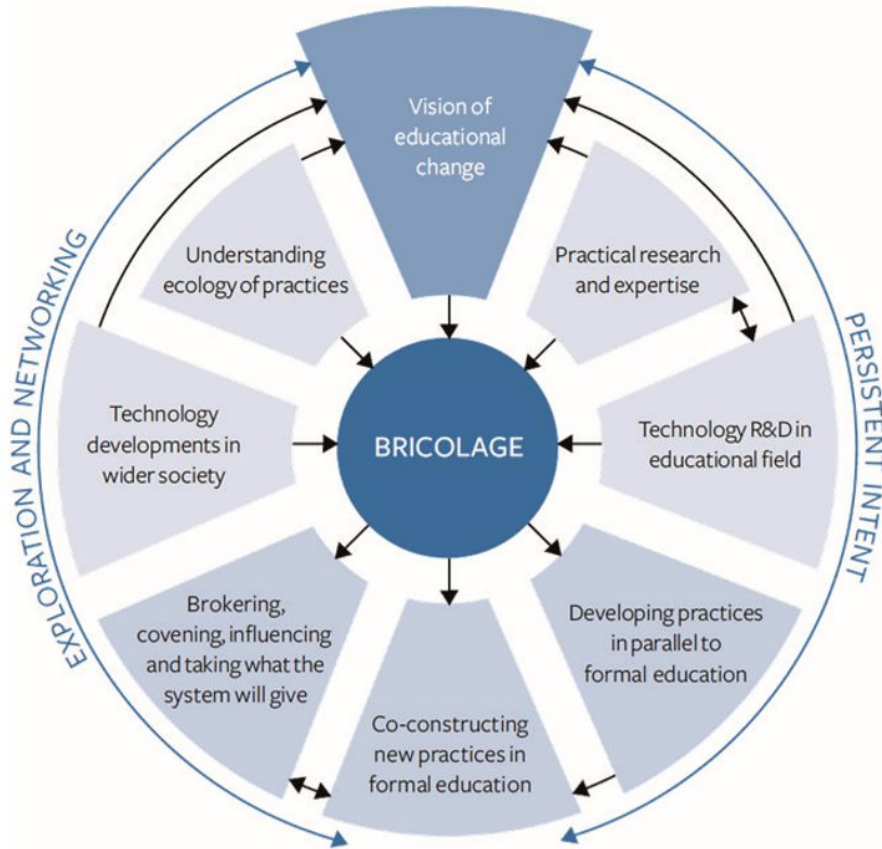 Vision of
educational
change
Understanding
ecology of practices
Practical research
and expertise
EXPLORATION AND NETWORKING
PERSISTENT INTENT
Technology
developments in
wider society
BRICOLAGE
Technology R&D in
educational field
Brokering,
covening, influencing
and taking what the
system will give
Developing practices
in parallel to
formal education
Co-constructing
new practices in
formal education